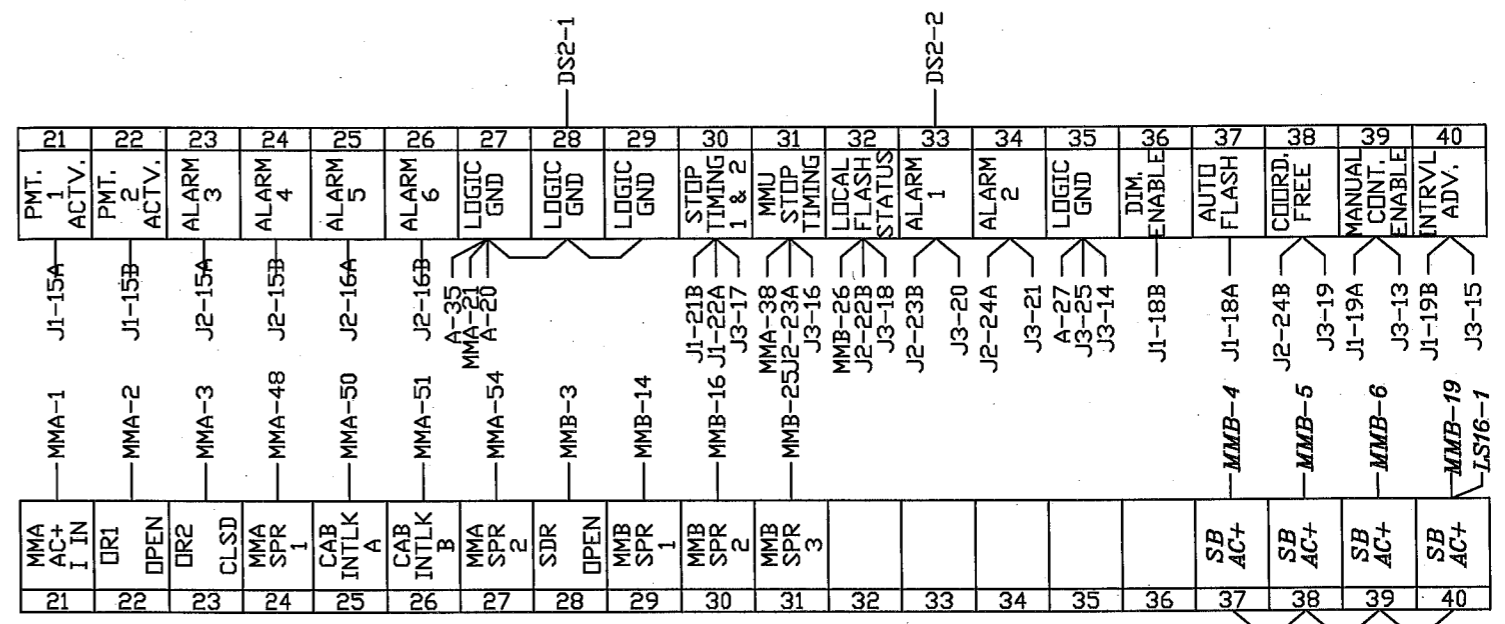 DS2-1
DS2-2
21 22 23 24 25 26 27 28 29 30 31 32 33 34 35 36 37 38 39 40
PMT. 1 ACTV.
PMT. 2 ACTV.
ALARM 3
ALARM 4
ALARM 5
ALARM 6
LOGIC GND
LOGIC GND
LOGIC GND
STOP TIMING 1 & 2
MMU STOP TIMING
LOCAL FLASH STATUS
ALARM 1
ALARM 2
LOGIC GND
DIM. ENABLE
AUTO FLASH
COORD. FREE
MANUAL CONT. ENABLE
INTRVL ADV.
J1-15A
J1-15B
J2-15A
J2-15B
J2-16A
J2-16B
A-35
MMA-21
A-20
J1-21B
J1-22A
J3-17
MMA-38
J2-23A
J3-16
MMB-26
J2-22B
J3-18
J2-23B
J3-20
J2-24A
J3-21
A-27
J3-25
J3-14
J1-18B
J1-18A
J2-24B
J3-19
J1-19A
J3-13
J1-19B
J3-15
MMA-1
MMA-2
MMA-3
MMA-48
MMA-50
MMA-51
MMA-54
MMB-3
MMB-14
MMB-16
MMB-25
MMB-4
MMB-5
MMB-6
MMB-19
LS16-1
MMA AC+ I IN
OR1 OPEN
OR2 CLSD
MMA SPR 1
CAB INTLK A
CAB INTLK B
MMA SPR 2
SDR OPEN
MMB SPR 1
MMB SPR 2
MMB SPR 3
SB AC+
SB AC+
SB AC+
SB AC+
21 22 23 24 25 26 27 28 29 30 31 32 33 34 35 36 37 38 39 40